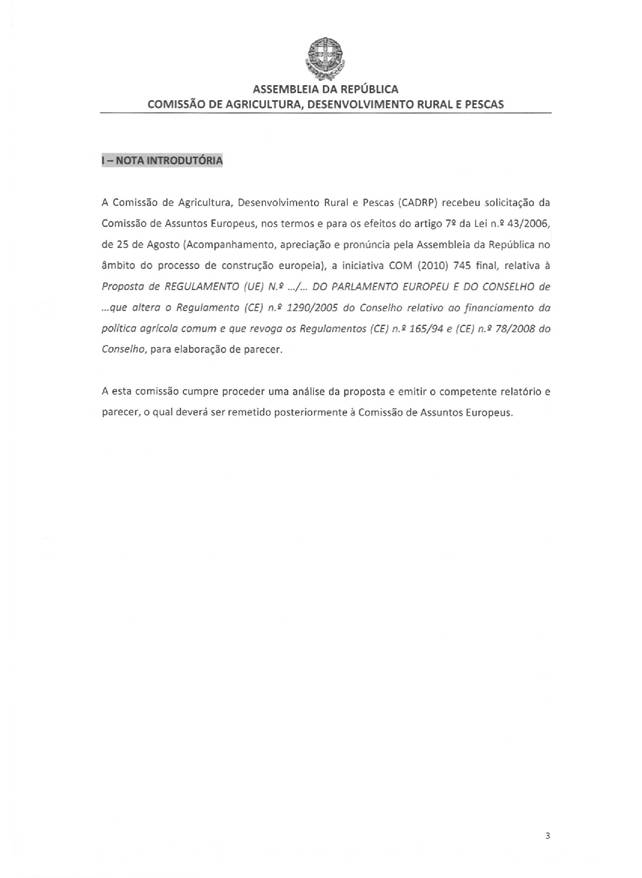 ASSEMBLEIA DA REPÚBLICA
COMISSÃO DE AGRICULTURA, DESENVOLVIMENTO RURAL E PESCAS
I – NOTA INTRODUTÓRIA
A Comissão de Agricultura, Desenvolvimento Rural e Pescas (CADRP) recebeu solicitação da
Comissão de Assuntos Europeus, nos termos e para os efeitos do artigo 7º da Lei n.º 43/2006,
de 25 de Agosto (Acompanhamento, apreciação e pronúncia pela Assembleia da República no
âmbito do processo de construção europeia), a iniciativa COM (2010) 745 final, relativa à
Proposta de REGULAMENTO (UE) N.º .../... DO PARLAMENTO EUROPEU E DO CONSELHO de
...que altera o Regulamento (CE) n.º 1290/2005 do Conselho relativo ao financiamento da
política agrícola comum e que revoga os Regulamentos (CE) n.º 165/94 e (CE) n.º 78/2008 do
Conselho, para elaboração de parecer.
A esta comissão cumpre proceder uma análise da proposta e emitir o competente relatório e
parecer, o qual deverá ser remetido posteriormente à Comissão de Assuntos Europeus.
3